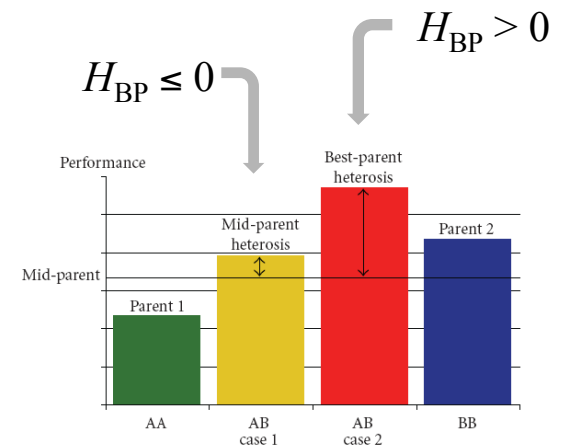 H_BP > 0
H_BP ≤ 0
Performance
Best-parent
heterosis
Mid-parent
heterosis
Parent 2
Mid-parent
Parent 1
AA
AB
case 1
AB
case 2
BB